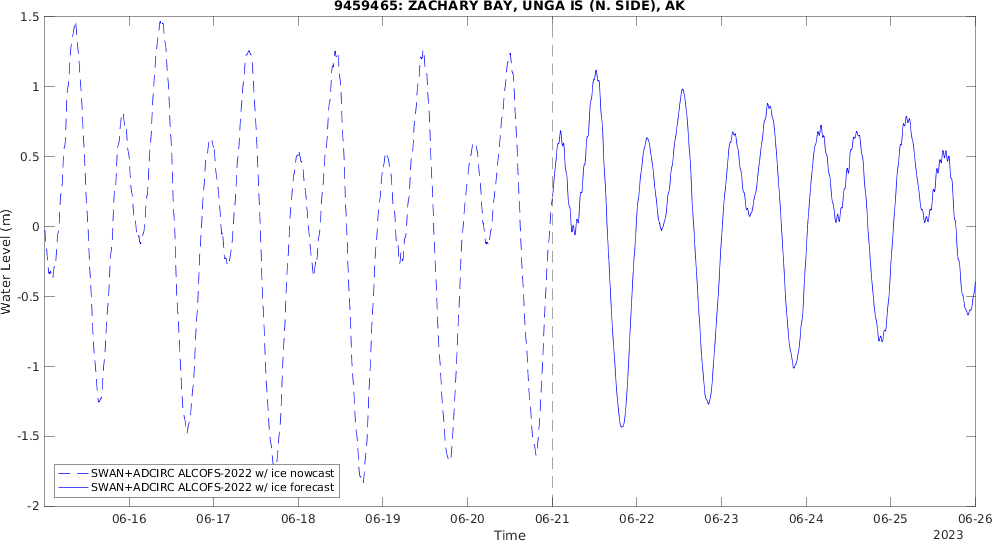 9459465: ZACHARY BAY, UNGA IS (N. SIDE), AK
1.5
1
0.5
0
-0.5
-1
-1.5
-2
Water Level (m)
SWAN+ADCIRC ALCOFS-2022 w/ ice nowcast
SWAN+ADCIRC ALCOFS-2022 w/ ice forecast
06-16 06-17 06-18 06-19 06-20 06-21 06-22 06-23 06-24 06-25 06-26
Time
2023